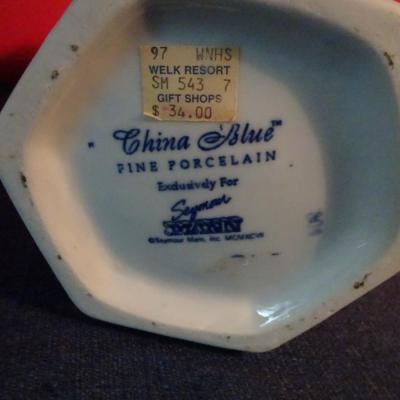 97 WNHS
WELK RESORT
SM 543 7
GIFT SHOPS
$ 34.00
"China Blue™
FINE PORCELAIN
Exclusively For
Seymour
MANN
©Seymour Mann, Inc. MCMXCVII